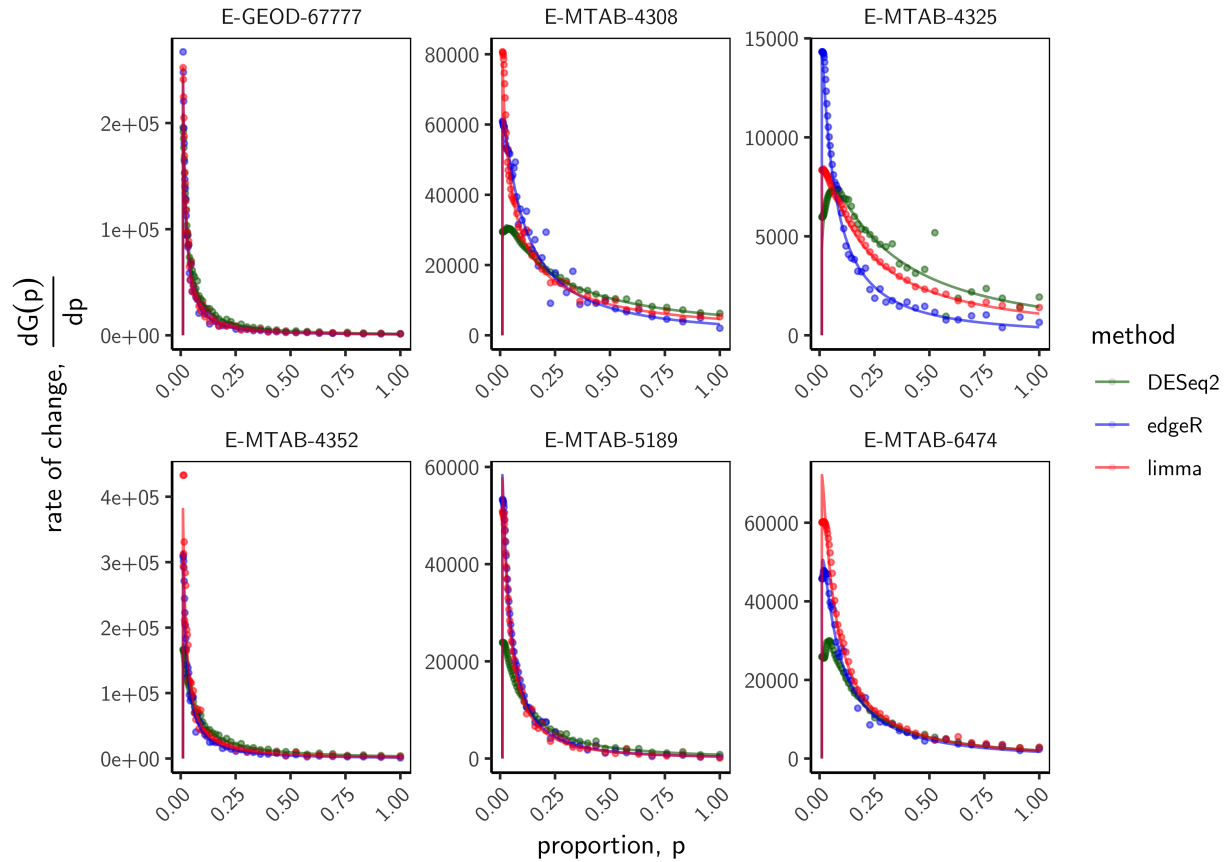 E-GEOD-67777 E-MTAB-4308 E-MTAB-4325
2e+05 80000 15000
1e+05 60000 10000
0e+00 40000 5000
20000 0
0
0.00 0.25 0.50 0.75 1.00 0.00 0.25 0.50 0.75 1.00 0.00 0.25 0.50 0.75 1.00
rate of change, dG(p)
dp
method
DESeq2
edgeR
limma
E-MTAB-4352 E-MTAB-5189 E-MTAB-6474
4e+05 60000 60000
3e+05 40000 40000
2e+05 20000 20000
1e+05 0 0
0e+00
0.00 0.25 0.50 0.75 1.00 0.00 0.25 0.50 0.75 1.00 0.00 0.25 0.50 0.75 1.00
proportion, p